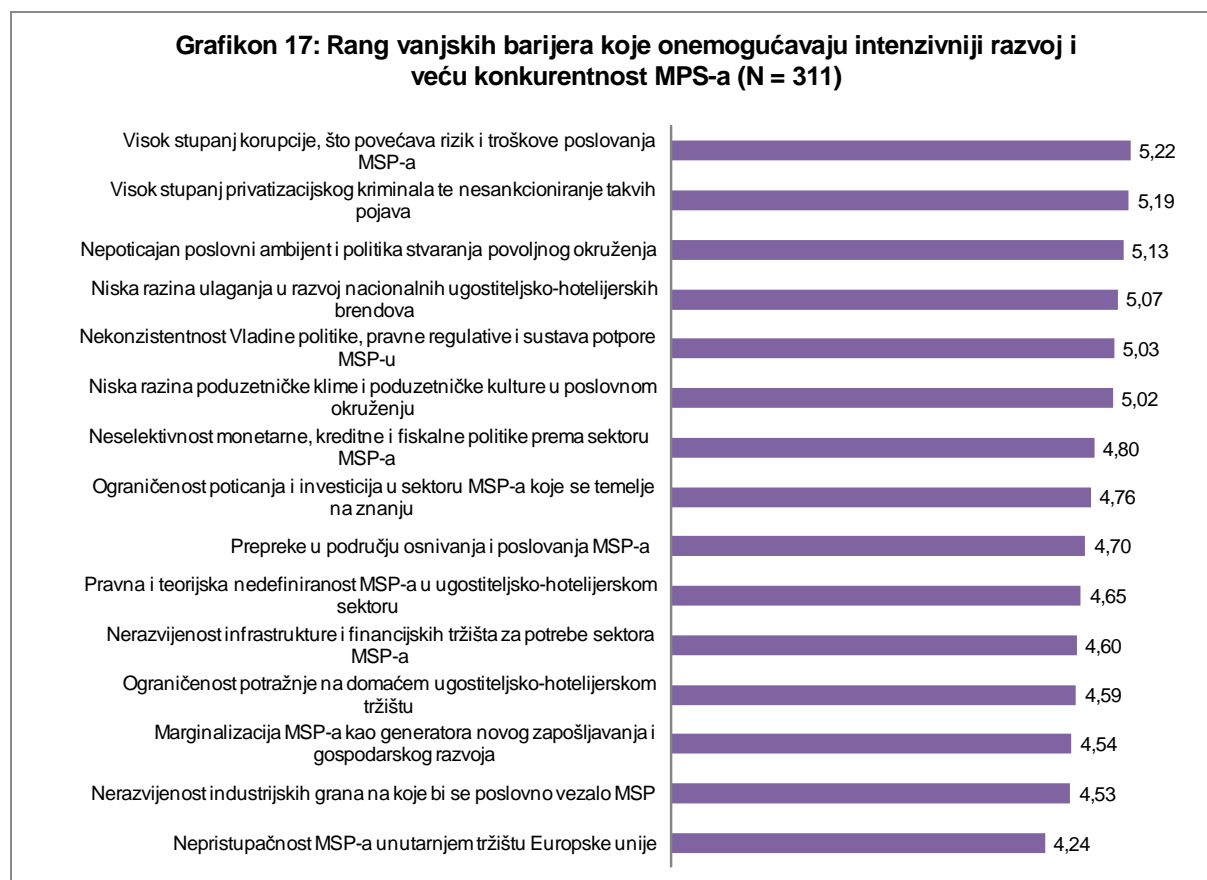 Grafikon 17: Rang vanjskih barijera koje onemogućavaju intenzivniji razvoj i
veću konkurentnost MPS-a (N = 311)
Visok stupanj korupcije, što povećava rizik i troškove poslovanja
MSP-a
5,22
Visok stupanj privatizacijskog kriminala te nesankcioniranje takvih
pojava
5,19
Nepoticajan poslovni ambijent i politika stvaranja povoljnog okruženja
5,13
Niska razina ulaganja u razvoj nacionalnih ugostiteljsko-hotelijerskih
brendova
5,07
Nekonzistentnost Vladine politike, pravne regulative i sustava potpore
MSP-u
5,03
Niska razina poduzetničke klime i poduzetničke kulture u poslovnom
okruženju
5,02
Neselektivnost monetarne, kreditne i fiskalne politike prema sektoru
MSP-a
4,80
Ograničenost poticanja i investicija u sektoru MSP-a koje se temelje
na znanju
4,76
Prepreke u području osnivanja i poslovanja MSP-a
4,70
Pravna i teorijska nedefiniranost MSP-a u ugostiteljsko-hotelijerskom
sektoru
4,65
Nerazvijenost infrastrukture i financijskih tržišta za potrebe sektora
MSP-a
4,60
Ograničenost potražnje na domaćem ugostiteljsko-hotelijerskom
tržištu
4,59
Marginalizacija MSP-a kao generatora novog zapošljavanja i
gospodarskog razvoja
4,54
Nerazvijenost industrijskih grana na koje bi se poslovno vezalo MSP
4,53
Nepristupačnost MSP-a unutarnjem tržištu Europske unije
4,24